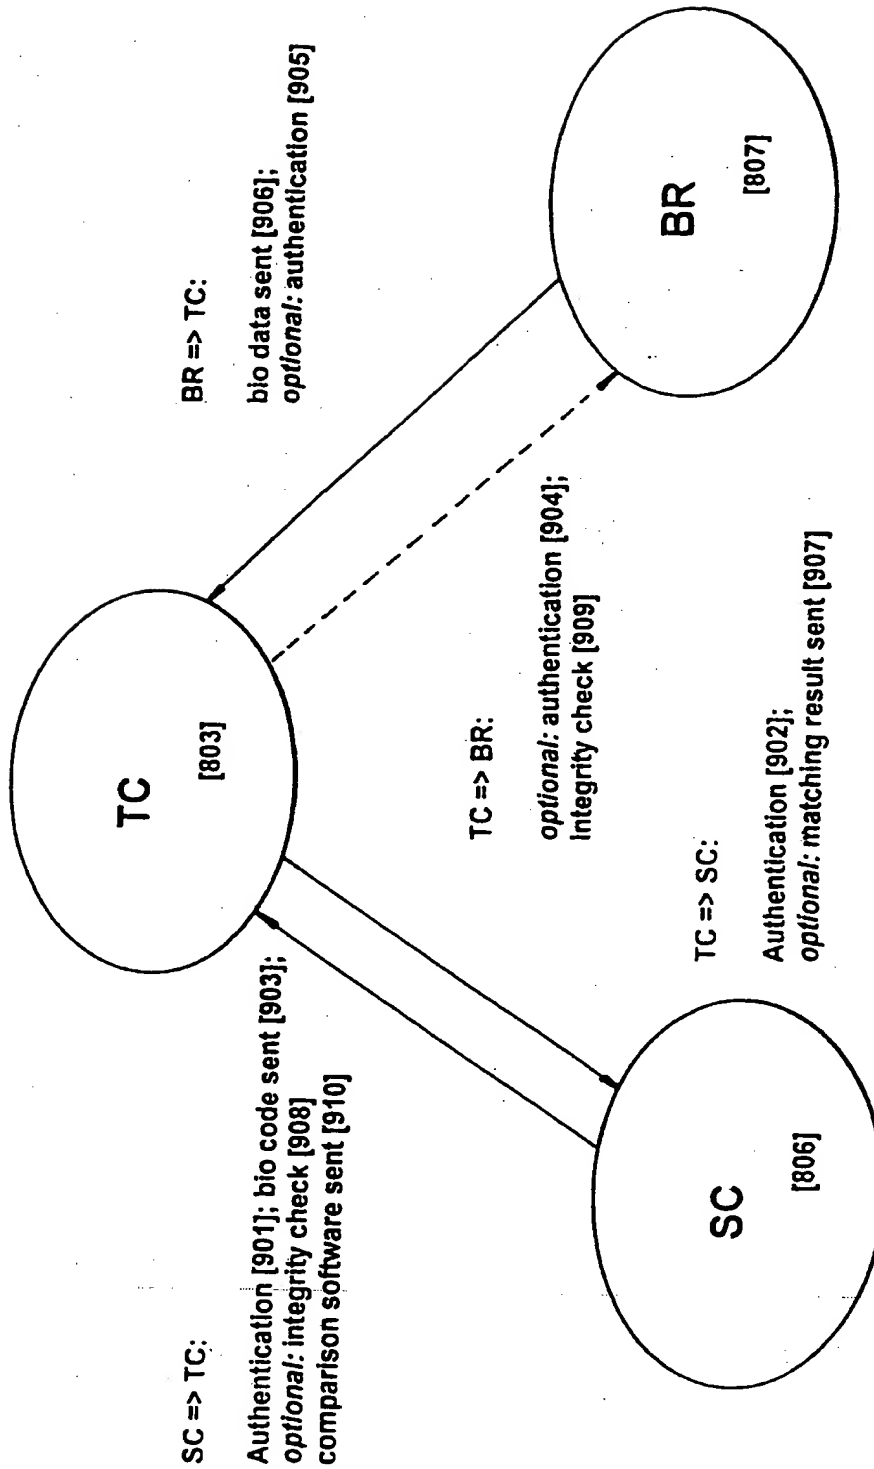 SC => TC:
Authentication [901]; bio code sent [903];
optional: integrity check [908]
comparison software sent [910]
TC
[803]
BR => TC:
bio data sent [906];
optional: authentication [905]
TC => BR:
optional: authentication [904];
Integrity check [909]
TC => SC:
Authentication [902];
optional: matching result sent [907]
SC
[806]
BR
[807]